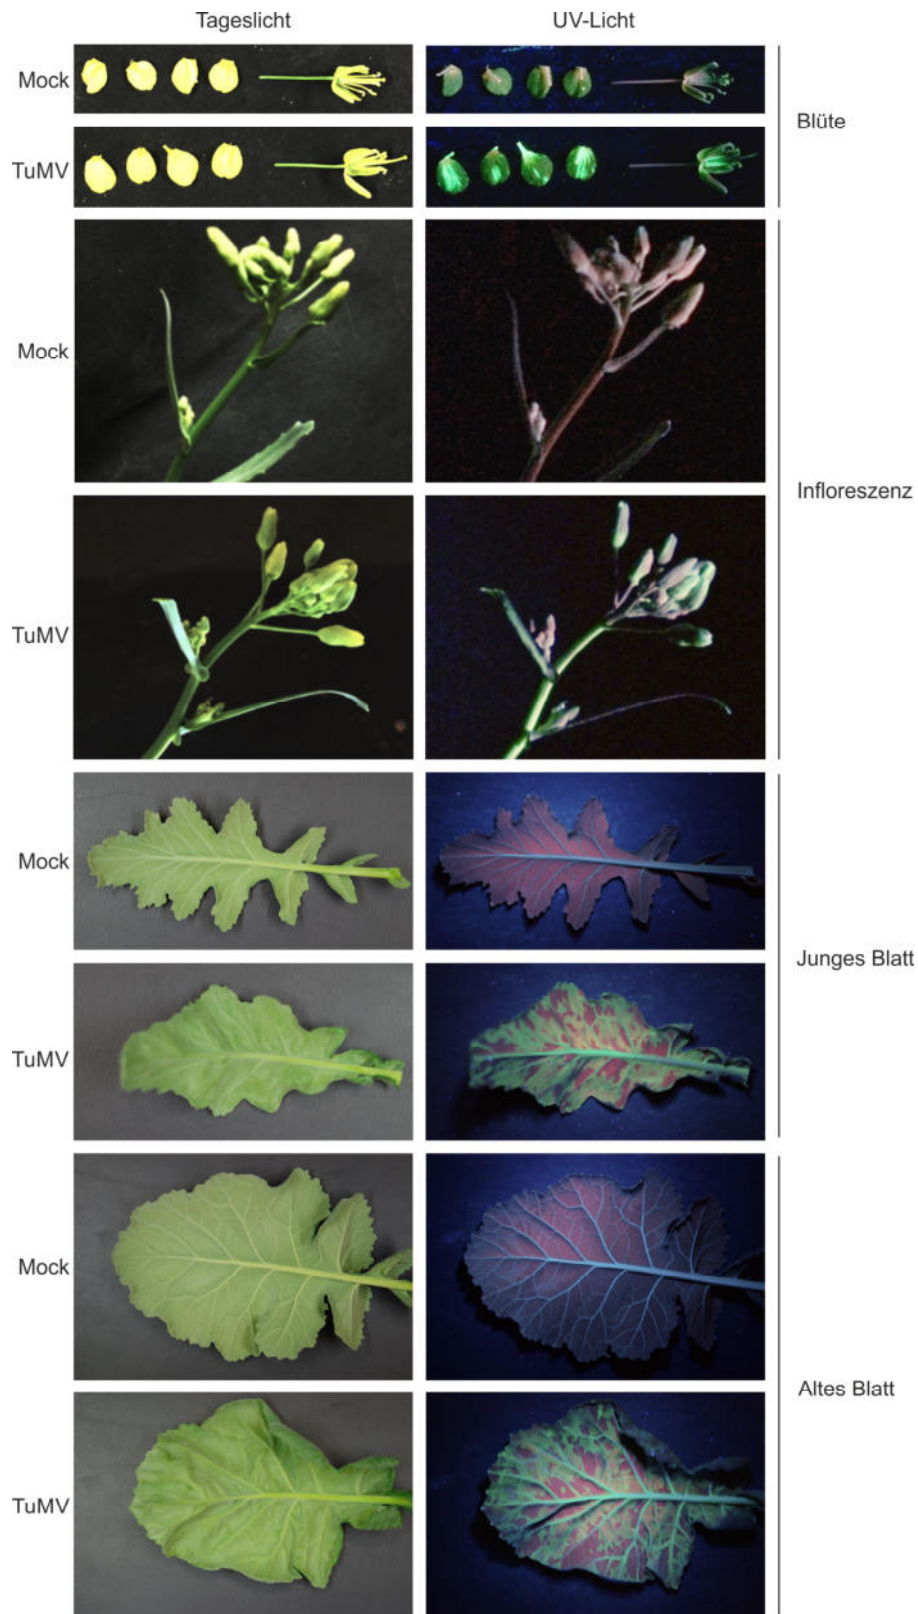 Tageslicht UV-Licht
Mock
Blüte
TuMV
Mock
Infloreszenz
TuMV
Mock
Junges Blatt
TuMV
Mock
Altes Blatt
TuMV